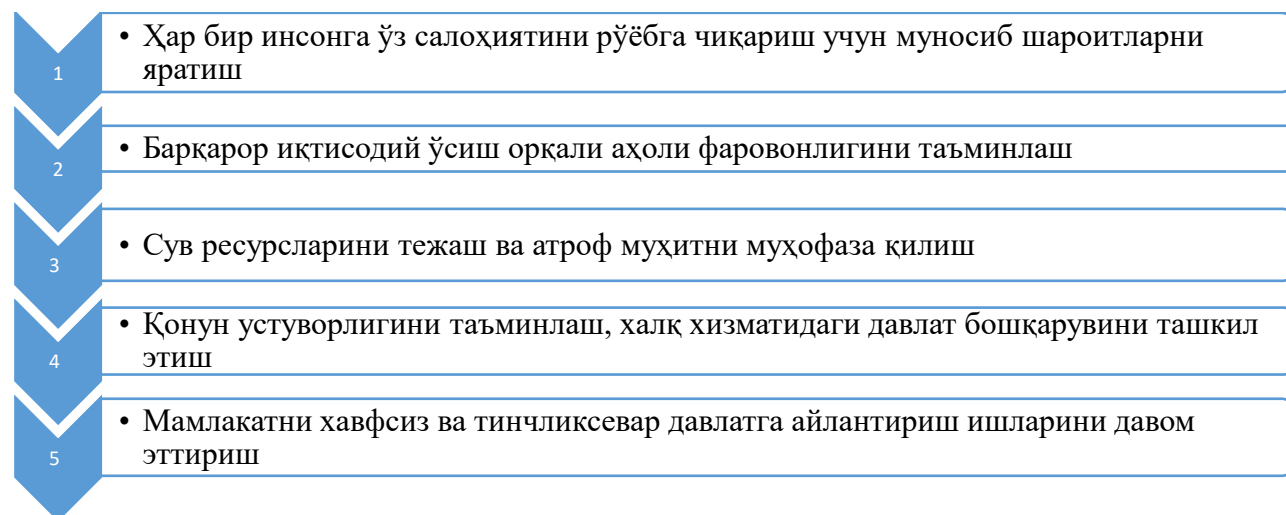 1
• Ҳар бир инсонга ўз салоҳиятини рўёбга чиқариш учун муносиб шароитларни
яратиш
2
• Барқарор иқтисодий ўсиш орқали аҳоли фаровонлигини таъминлаш
3
• Сув ресурсларини тежаш ва атроф муҳитни муҳофаза қилиш
4
• Қонун устуворлигини таъминлаш, халқ хизматидаги давлат бошқарувини ташкил
этиш
5
• Мамлакатни хавфсиз ва тинчликсевар давлатга айлантириш ишларини давом
эттириш